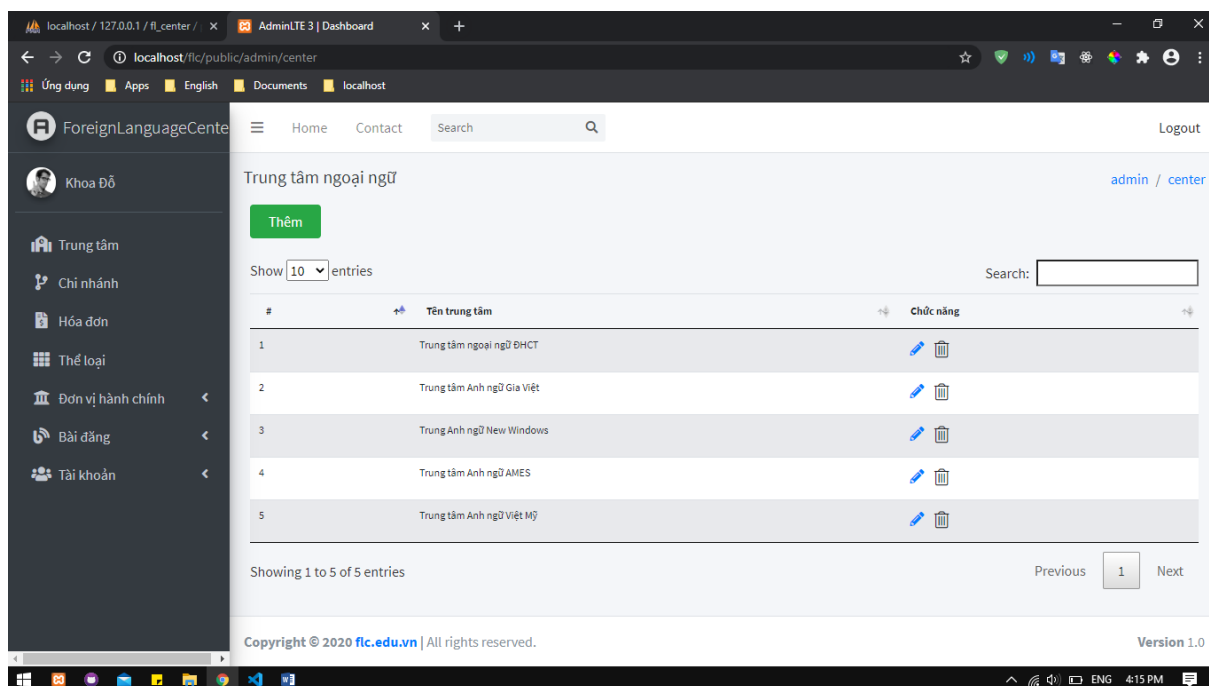 localhost / 127.0.0.1 / fl_center /
AdminLTE 3 | Dashboard
localhost/flc/public/admin/center
Ứng dụng Apps English Documents localhost
ForeignLanguageCente
Home Contact Search
Logout
Khoa Đỗ
Trung tâm ngoại ngữ
admin / center
Thêm
Trung tâm
Chi nhánh
Hóa đơn
Thể loại
Đơn vị hành chính
Bài đăng
Tài khoản
Show 10 entries
Search:
# Tên trung tâm Chức năng
1 Trung tâm ngoại ngữ ĐHCT
2 Trung tâm Anh ngữ Gia Việt
3 Trung Anh ngữ New Windows
4 Trung tâm Anh ngữ AMES
5 Trung tâm Anh ngữ Việt Mỹ
Showing 1 to 5 of 5 entries
Previous 1 Next
Copyright © 2020 flc.edu.vn | All rights reserved.
Version 1.0
ENG 4:15 PM